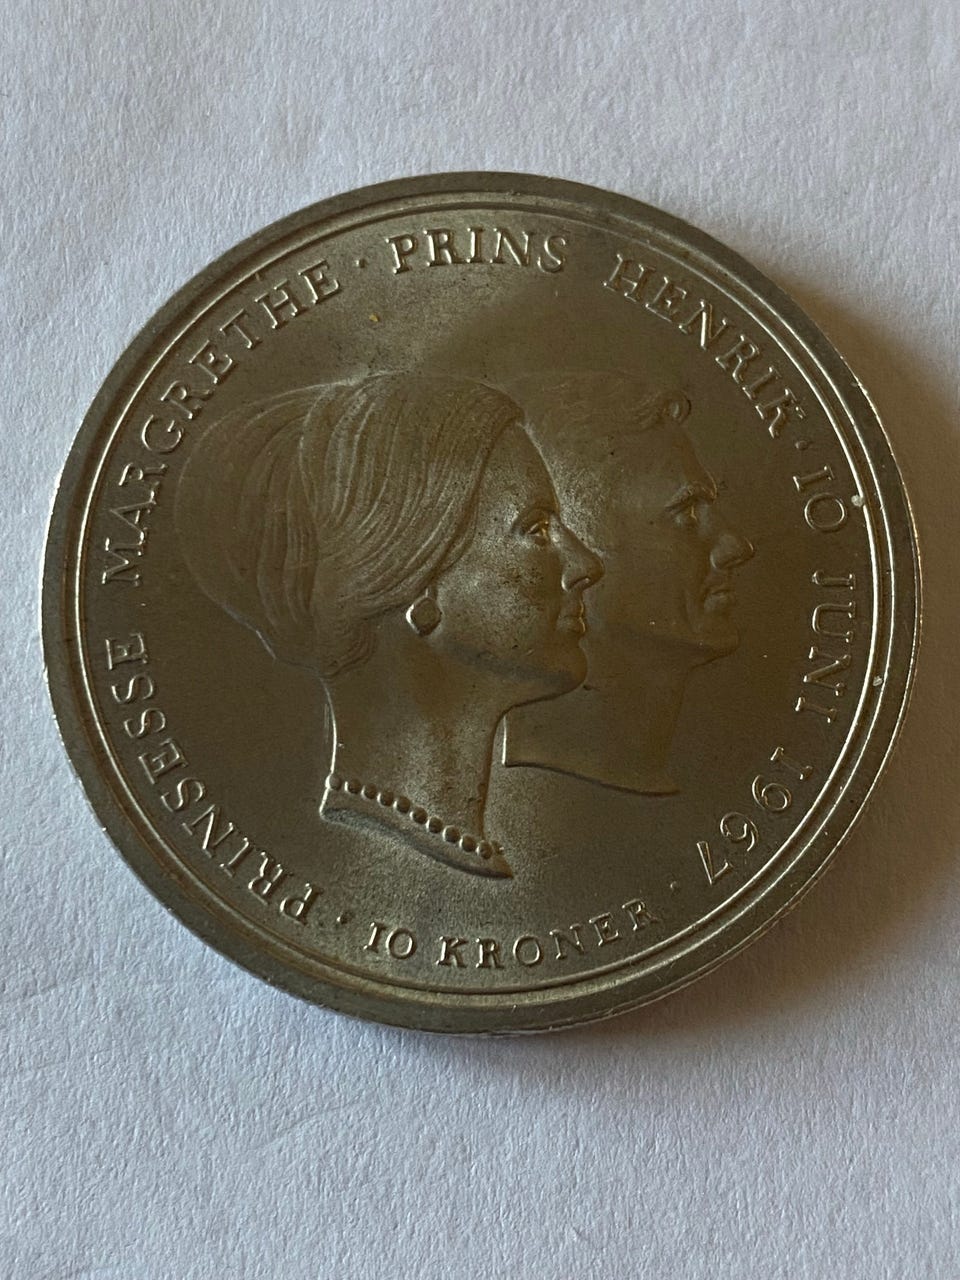 PRINSESSE MARGRETHE · PRINS HENRIK · 10 JUNI 1967 ·
10 KRONER ·